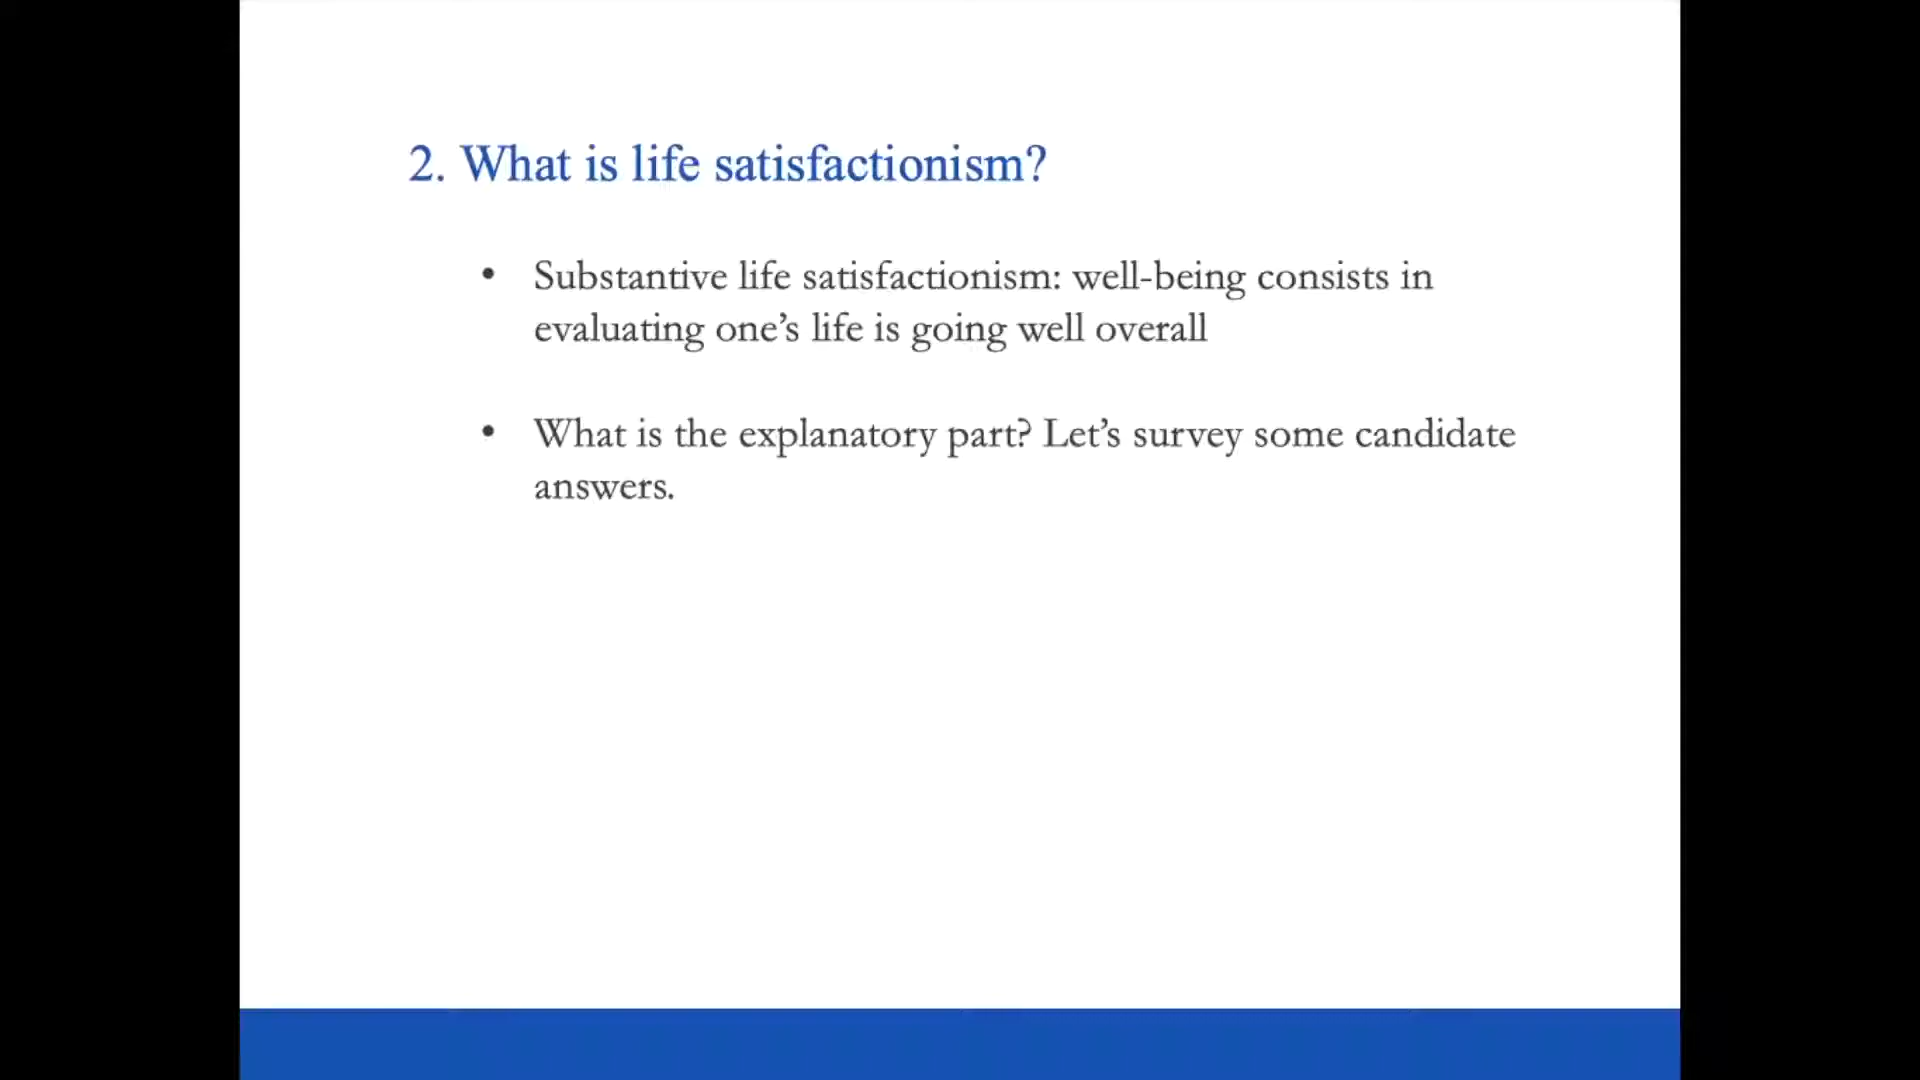 2. What is life satisfactionism?
• Substantive life satisfactionism: well-being consists in
evaluating one’s life is going well overall
• What is the explanatory part? Let’s survey some candidate
answers.